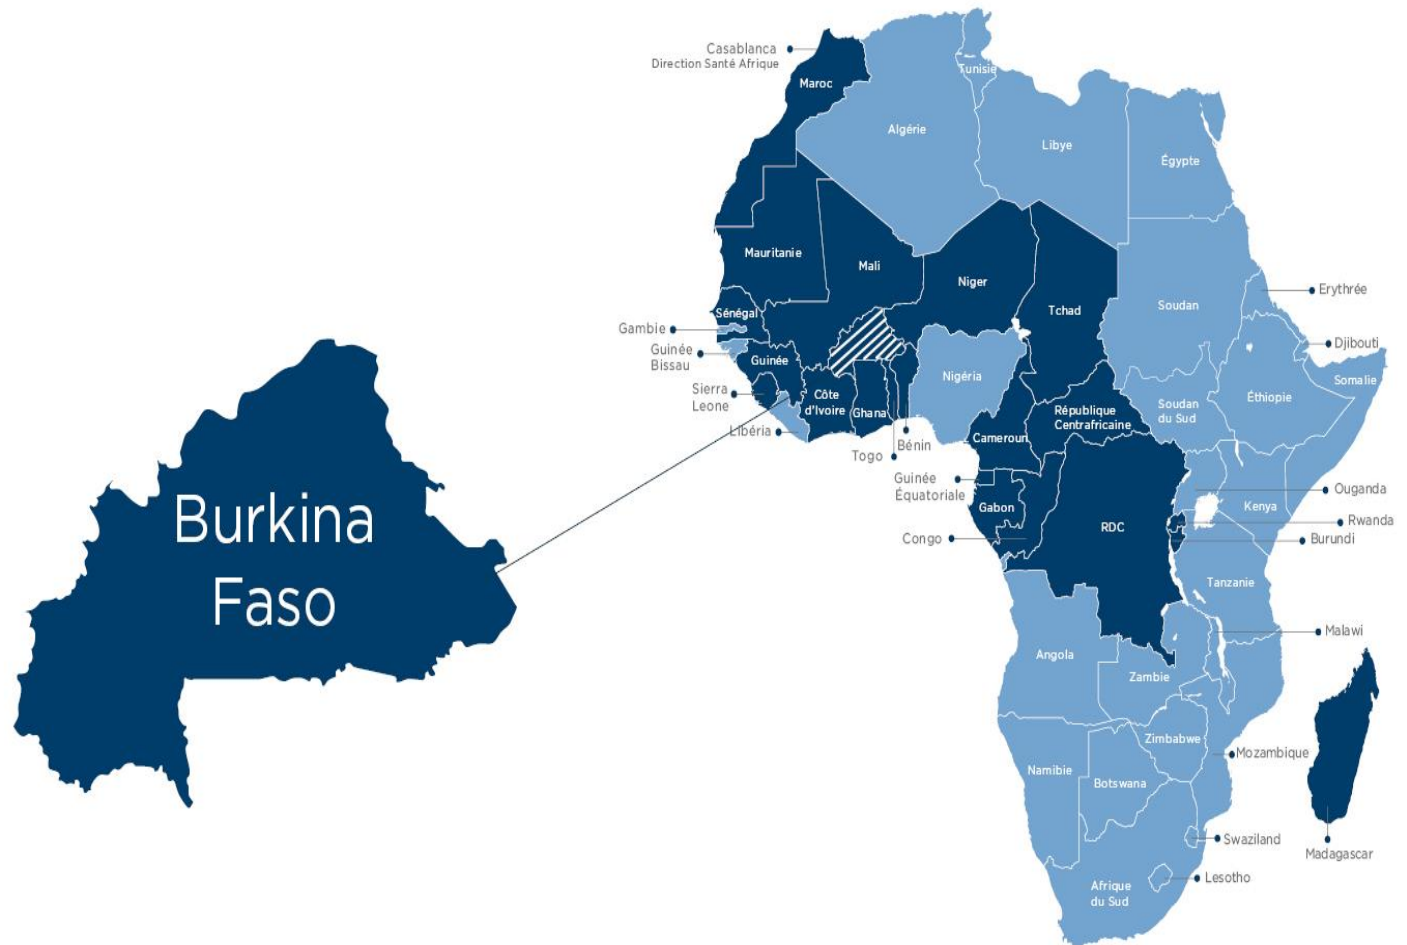 Burkina
Faso
Casablanca
Direction Santé Afrique
Maroc
Tunisie
Algérie
Libye
Égypte
Mauritanie
Mali
Niger
Tchad
Soudan
Erythrée
Sénégal
Gambie
Guinée
Bissau
Guinée
Djibouti
Nigéria
Somalie
Sierra
Leone
Côte
d'Ivoire
Ghana
Éthiopie
Soudan
du Sud
République
Centrafricaine
Libéria
Cameroun
Bénin
Togo
Guinée
Équatoriale
Ouganda
Kenya
Gabon
Rwanda
Congo
RDC
Burundi
Tanzanie
Malawi
Angola
Zambie
Zimbabwe
Mozambique
Namibie
Botswana
Swaziland
Madagascar
Lesotho
Afrique
du Sud